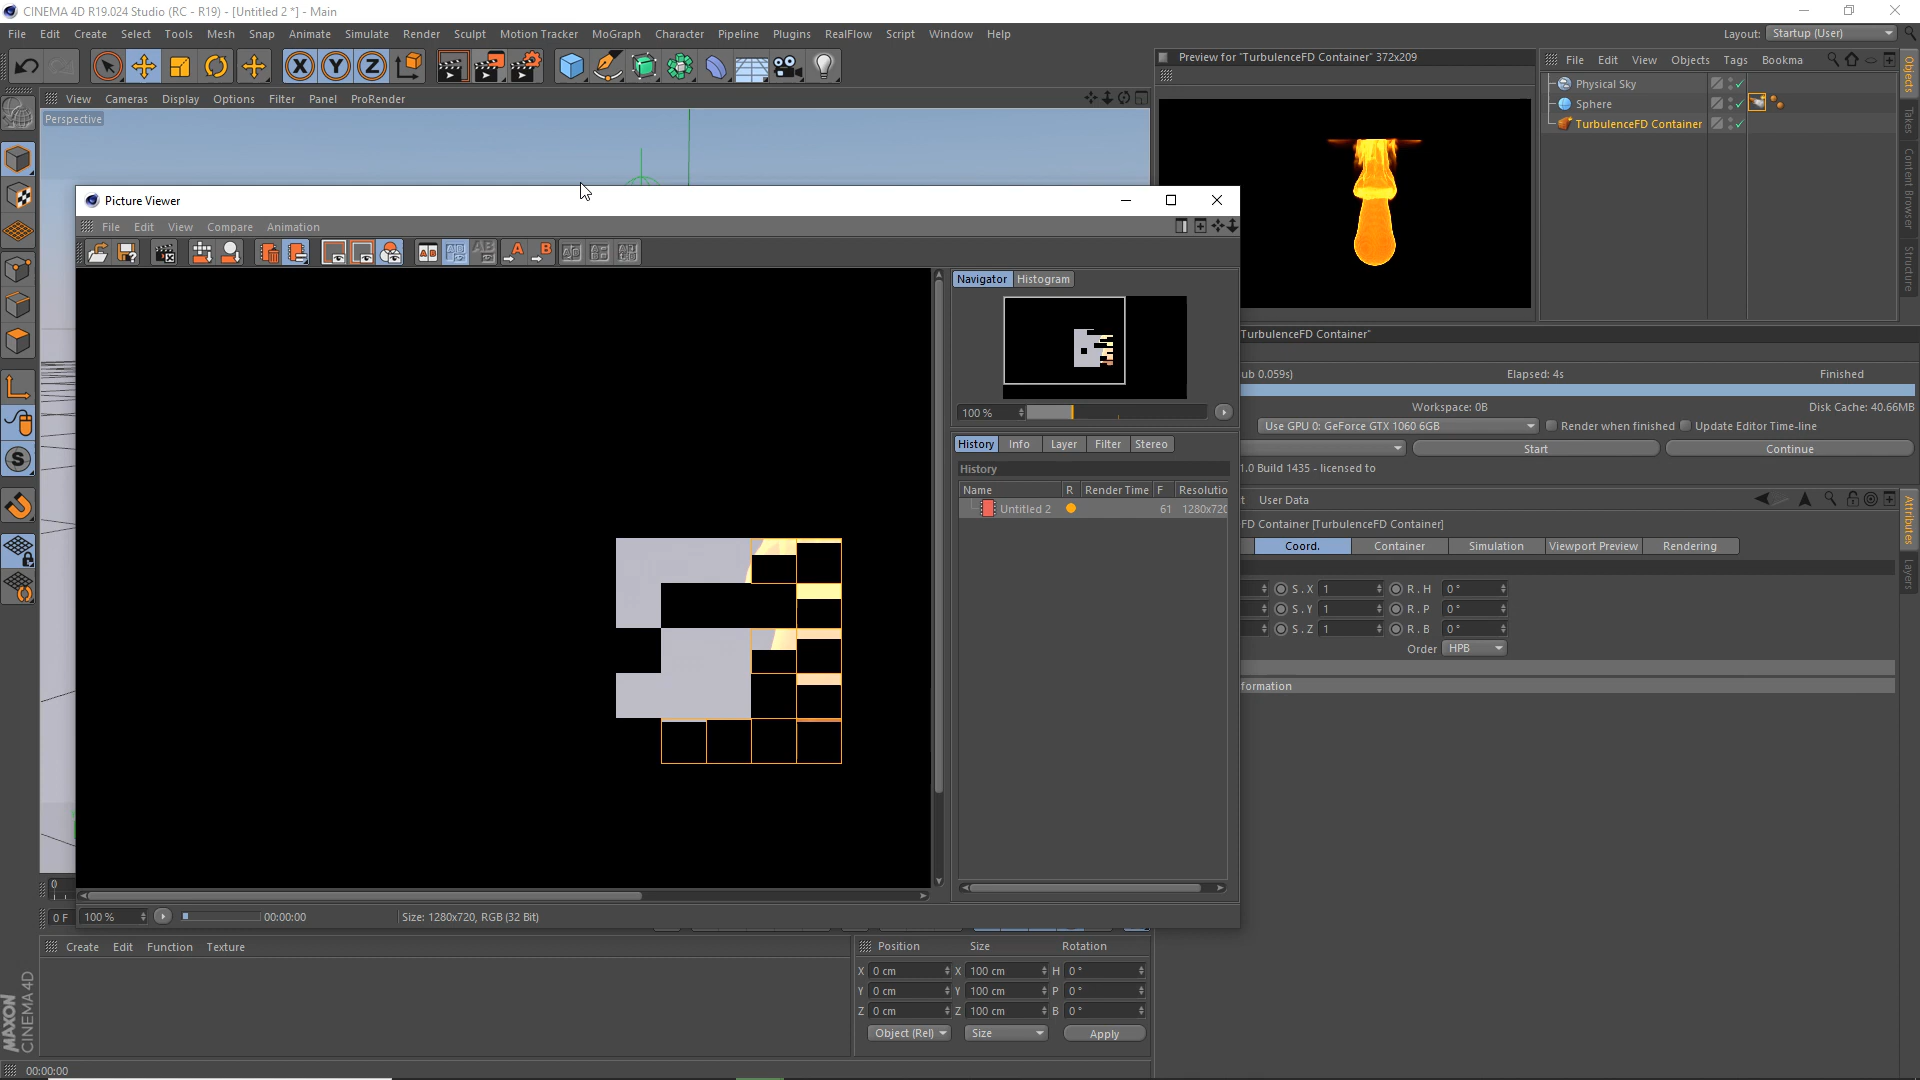 CINEMA 4D R19.024 Studio (RC - R19) - [Untitled 2 *] - Main
File Edit Create Select Tools Mesh Snap Animate Simulate Render Sculpt Motion Tracker MoGraph Character Pipeline Plugins RealFlow Script Window Help
Layout: Startup (User)
Preview for "TurbulenceFD Container" 372x209
File Edit View Objects Tags Bookma
View Cameras Display Options Filter Panel ProRender
Perspective
Physical Sky
Sphere
TurbulenceFD Container
Objects
Takes
Content Browser
Structure
Picture Viewer
File Edit View Compare Animation
Navigator Histogram
100 %
History Info Layer Filter Stereo
History
Name R Render Time F Resolutio
Untitled 2 61 1280x720
TurbulenceFD Container"
ub 0.059s) Elapsed: 4s Finished
Workspace: 0B Disk Cache: 40.66MB
Use GPU 0: GeForce GTX 1060 6GB Render when finished Update Editor Time-line
Start Continue
1.0 Build 1435 - licensed to
t User Data
FD Container [TurbulenceFD Container]
Coord. Container Simulation Viewport Preview Rendering
S . X 1 R . H 0 °
S . Y 1 R . P 0 °
S . Z 1 R . B 0 °
Order HPB
formation
Attributes
Layers
0
0 F 100 % 00:00:00 Size: 1280x720, RGB (32 Bit)
Create Edit Function Texture
Position Size Rotation
X 0 cm X 100 cm H 0 °
Y 0 cm Y 100 cm P 0 °
Z 0 cm Z 100 cm B 0 °
Object (Rel) Size Apply
MAXON
CINEMA 4D
00:00:00